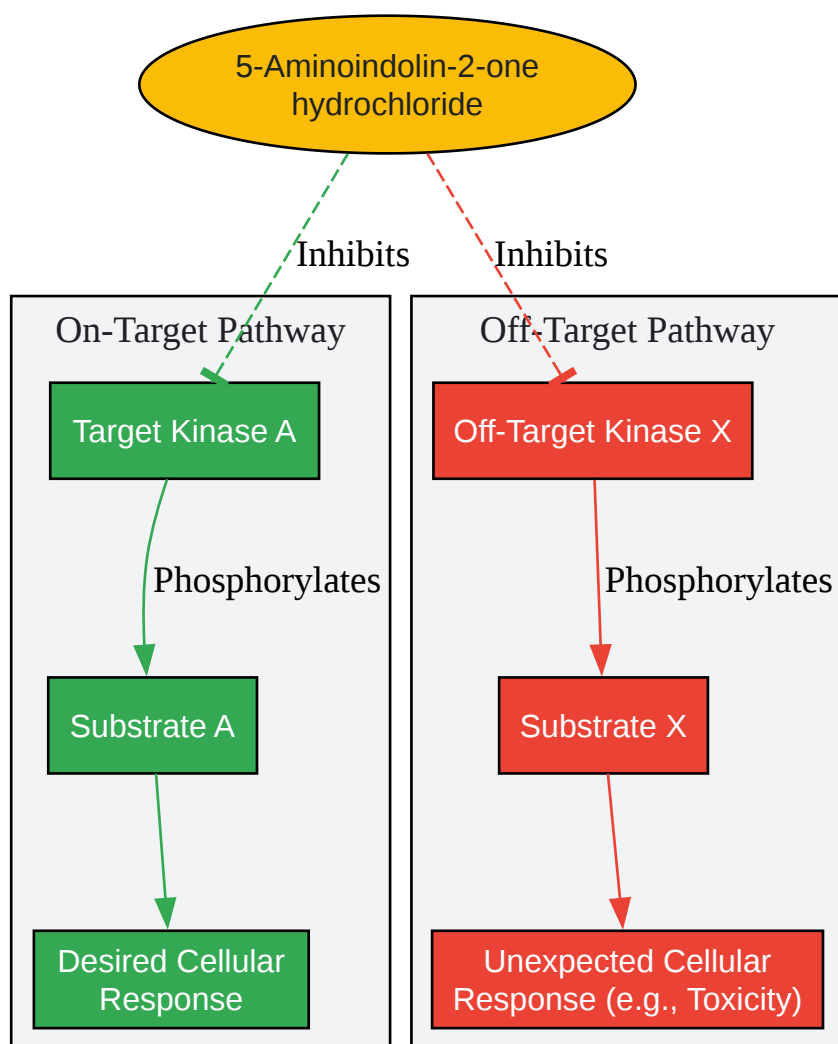 5-Aminoindolin-2-one
hydrochloride
Inhibits
Inhibits
On-Target Pathway
Off-Target Pathway
Target Kinase A
Off-Target Kinase X
Phosphorylates
Phosphorylates
Substrate A
Substrate X
Desired Cellular
Response
Unexpected Cellular
Response (e.g., Toxicity)